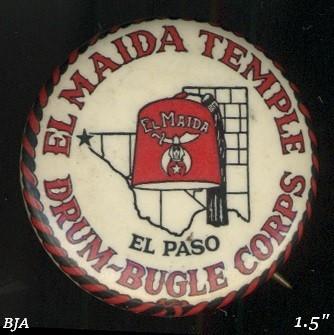 EL MAIDA TEMPLE
EL MAIDA
EL PASO
DRUM-BUGLE CORPS
BJA
1.5"